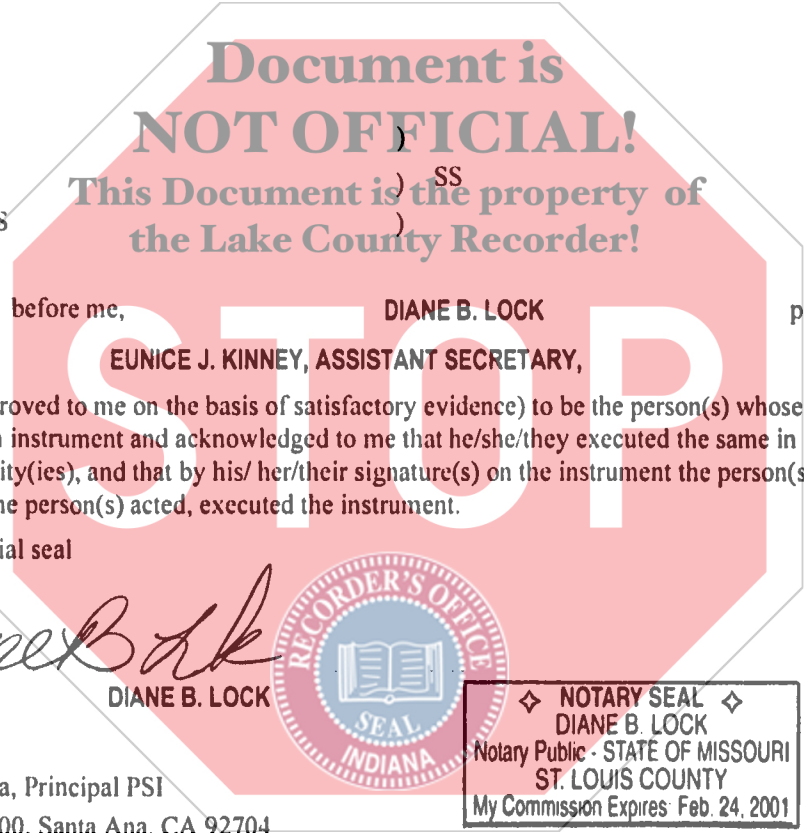 Document is
NOT OFFICIAL!
)
This Document is the property of
) SS
)
the Lake County Recorder!
STOP
before me, DIANE B. LOCK p
EUNICE J. KINNEY, ASSISTANT SECRETARY,
roved to me on the basis of satisfactory evidence) to be the person(s) whose
instrument and acknowledged to me that he/she/they executed the same in
ity(ies), and that by his/ her/their signature(s) on the instrument the person(s
ne person(s) acted, executed the instrument.
ial seal
RECORDER'S OFFICE
SEAL
INDIANA
DIANE B. LOCK
NOTARY SEAL
DIANE B. LOCK
Notary Public - STATE OF MISSOURI
ST. LOUIS COUNTY
My Commission Expires Feb. 24, 2001
a, Principal PSI
00, Santa Ana, CA 92704